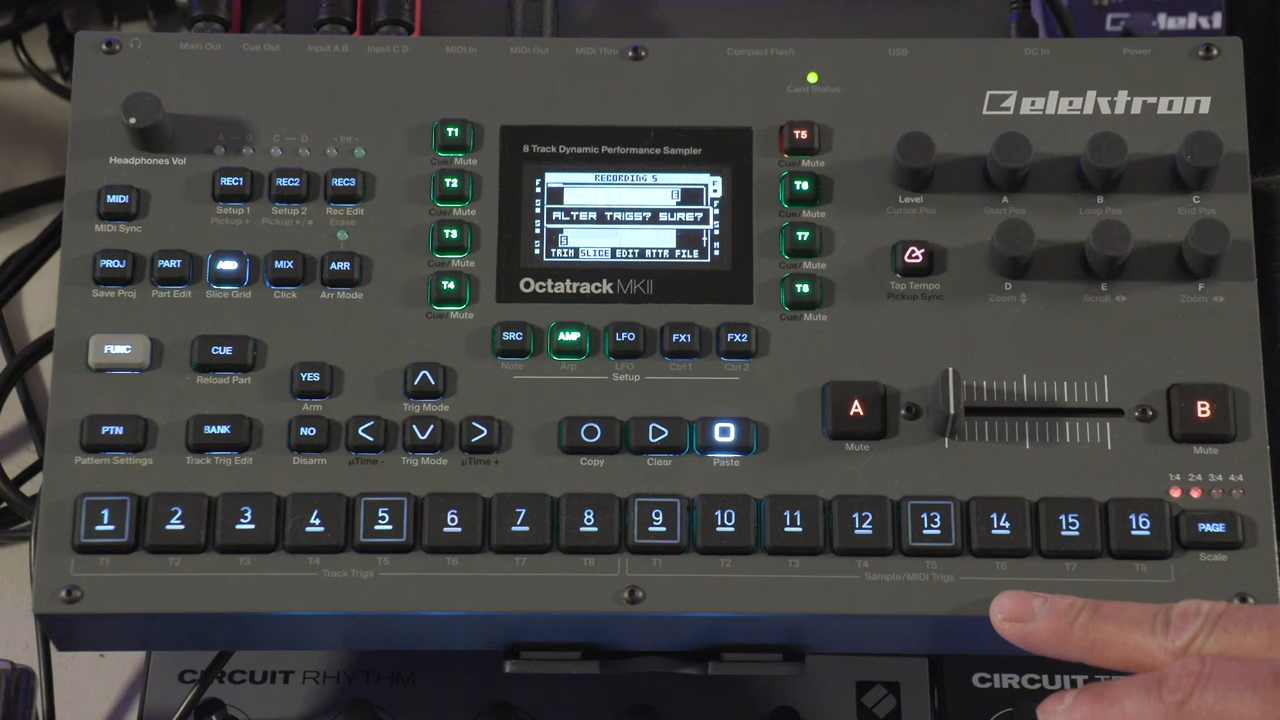 elekt
Main Out Cue Out Input A B Input C D MIDI In MIDI Out MIDI Thru Compact Flash USB DC In Power
Card Status
elektron
Headphones Vol
A B C D Int
REC1 REC2 REC3
Setup 1 Setup 2 Rec Edit
Pickup + Pickup +/= Erase
MIDI
MIDI Sync
PROJ PART AED MIX ARR
Save Proj Part Edit Slice Grid Click Arr Mode
T1
Cue/Mute
T2
Cue/Mute
T3
Cue/Mute
T4
Cue/Mute
8 Track Dynamic Performance Sampler
RECORDING 5
E
ALTER TRIGS? SURE?
S
TRIM SLICE EDIT ATTR FILE
Octatrack MKII
T5
Cue/Mute
T6
Cue/Mute
T7
Cue/Mute
T8
Cue/Mute
Level A B C
Cursor Pos Start Pos Loop Pos End Pos
Tap Tempo
Pickup Sync
D E F
Zoom Scroll Zoom
SRC AMP LFO FX1 FX2
Note Arp LFO Ctrl 1 Ctrl 2
Setup
FUNC CUE
Reload Part
YES
Arm Trig Mode
PTN BANK NO
Pattern Settings Track Trig Edit Disarm µTime - Trig Mode µTime +
Copy Clear Paste
A
Mute
B
Mute
1:4 2:4 3:4 4:4
1 2 3 4 5 6 7 8 9 10 11 12 13 14 15 16 PAGE
T1 T2 T3 T4 T5 T6 T7 T8 T1 T2 T3 T4 T5 T6 T7 T8 Scale
Track Trigs Sample/MIDI Trigs
CIRCUIT RHYTHM
CIRCUIT